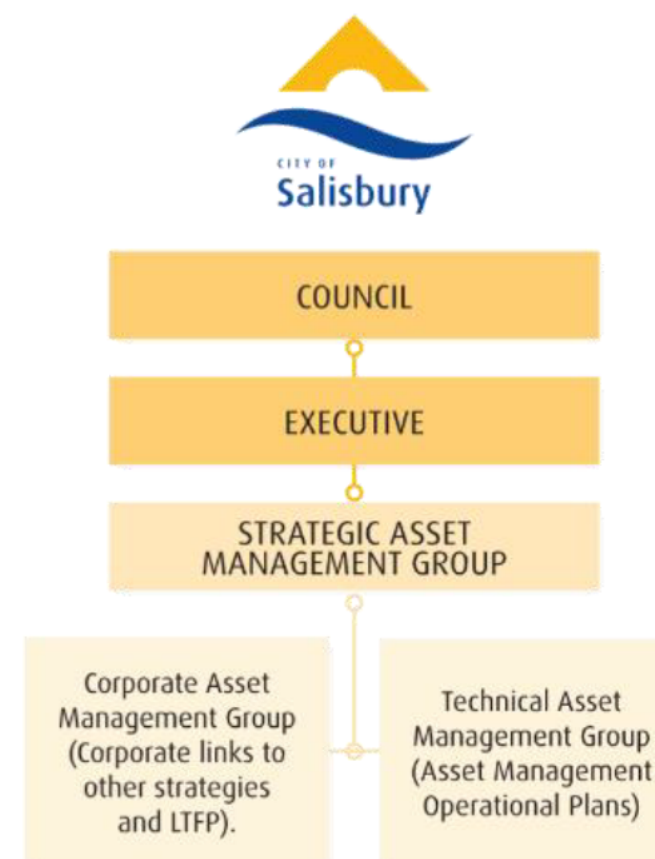 CITY OF
Salisbury
COUNCIL
EXECUTIVE
STRATEGIC ASSET
MANAGEMENT GROUP
Corporate Asset
Management Group
(Corporate links to
other strategies
and LTFP).
Technical Asset
Management Group
(Asset Management
Operational Plans)